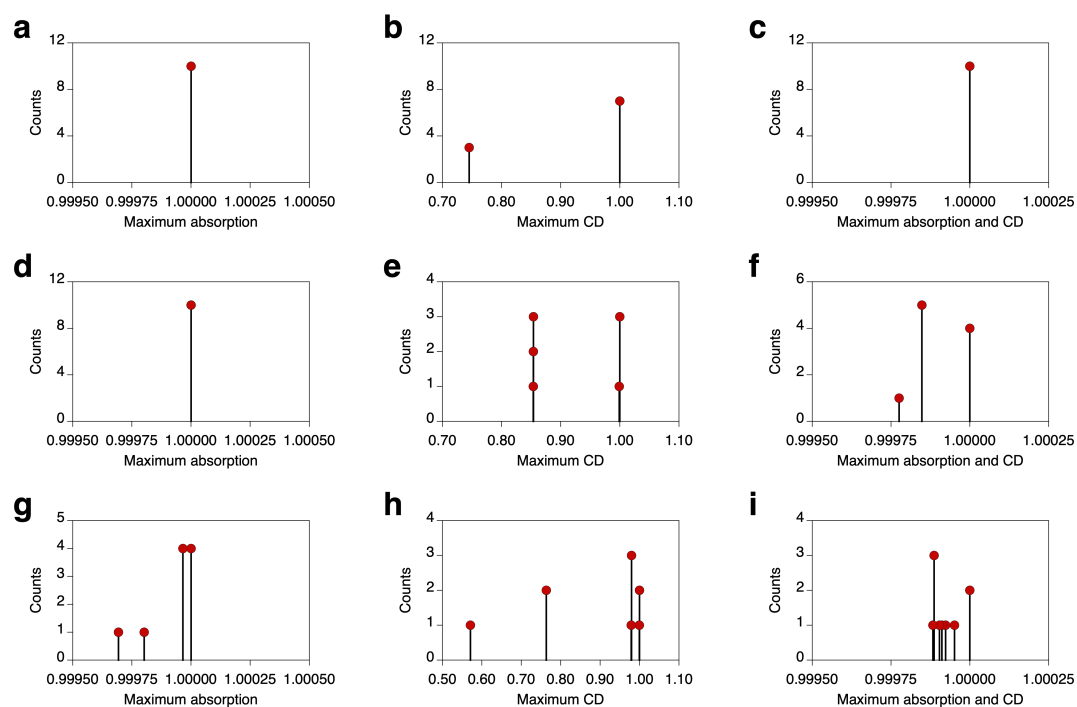 a
12
8
4
0
Counts
0.99950 0.99975 1.00000 1.00025 1.00050
Maximum absorption
b
12
8
4
0
Counts
0.70 0.80 0.90 1.00 1.10
Maximum CD
c
12
8
4
0
Counts
0.99950 0.99975 1.00000 1.00025
Maximum absorption and CD
d
12
8
4
0
Counts
0.99950 0.99975 1.00000 1.00025 1.00050
Maximum absorption
e
4
3
2
1
0
Counts
0.70 0.80 0.90 1.00 1.10
Maximum CD
f
6
4
2
0
Counts
0.99950 0.99975 1.00000 1.00025
Maximum absorption and CD
g
5
4
3
2
1
0
Counts
0.99950 0.99975 1.00000 1.00025 1.00050
Maximum absorption
h
4
3
2
1
0
Counts
0.50 0.60 0.70 0.80 0.90 1.00 1.10
Maximum CD
i
4
3
2
1
0
Counts
0.99950 0.99975 1.00000 1.00025
Maximum absorption and CD